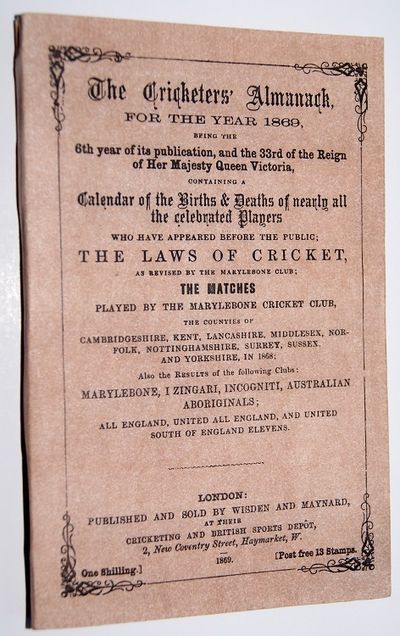 The Cricketers' Almanack,
FOR THE YEAR 1869,
BEING THE
6th year of its publication, and the 33rd of the Reign
of Her Majesty Queen Victoria,
CONTAINING A
Calendar of the Births & Deaths of nearly all
the celebrated Players
WHO HAVE APPEARED BEFORE THE PUBLIC;
THE LAWS OF CRICKET,
AS REVISED BY THE MARYLEBONE CLUB;
THE MATCHES
PLAYED BY THE MARYLEBONE CRICKET CLUB,
THE COUNTIES OF
CAMBRIDGESHIRE, KENT, LANCASHIRE, MIDDLESEX, NOR-
FOLK, NOTTINGHAMSHIRE, SURREY, SUSSEX.
AND YORKSHIRE, IN 1868;
Also the RESULTS of the following Clubs:
MARYLEBONE, I ZINGARI, INCOGNITI, AUSTRALIAN
ABORIGINALS;
ALL ENGLAND, UNITED ALL ENGLAND, AND UNITED
SOUTH OF ENGLAND ELEVENS.
LONDON:
PUBLISHED AND SOLD BY WISDEN AND MAYNARD,
AT THEIR
CRICKETING AND BRITISH SPORTS DEPÔT,
2, New Coventry Street, Haymarket, W.
1869.
One Shilling.] [Post free 13 Stamps.